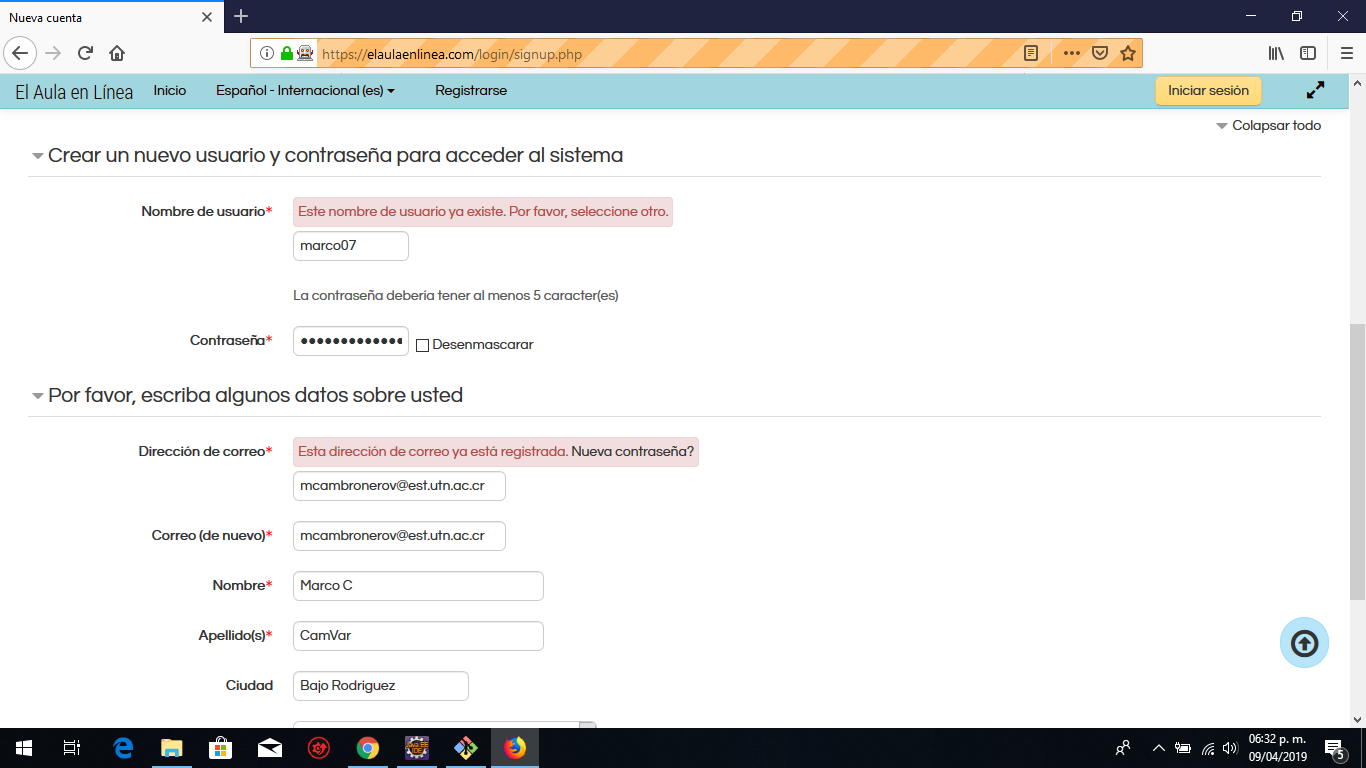 Nueva cuenta
https://elaulaenlinea.com/login/signup.php
El Aula en Línea Inicio Español - Internacional (es) Registrarse Iniciar sesión
Colapsar todo
Crear un nuevo usuario y contraseña para acceder al sistema
Nombre de usuario* Este nombre de usuario ya existe. Por favor, seleccione otro.
marco07
La contraseña debería tener al menos 5 caracter(es)
Contraseña* ●●●●●●●●●●●●● Desenmascarar
Por favor, escriba algunos datos sobre usted
Dirección de correo* Esta dirección de correo ya está registrada. Nueva contraseña?
mcambronerov@est.utn.ac.cr
Correo (de nuevo)* mcambronerov@est.utn.ac.cr
Nombre* Marco C
Apellido(s)* CamVar
Ciudad Bajo Rodriguez
06:32 p. m.
09/04/2019
5